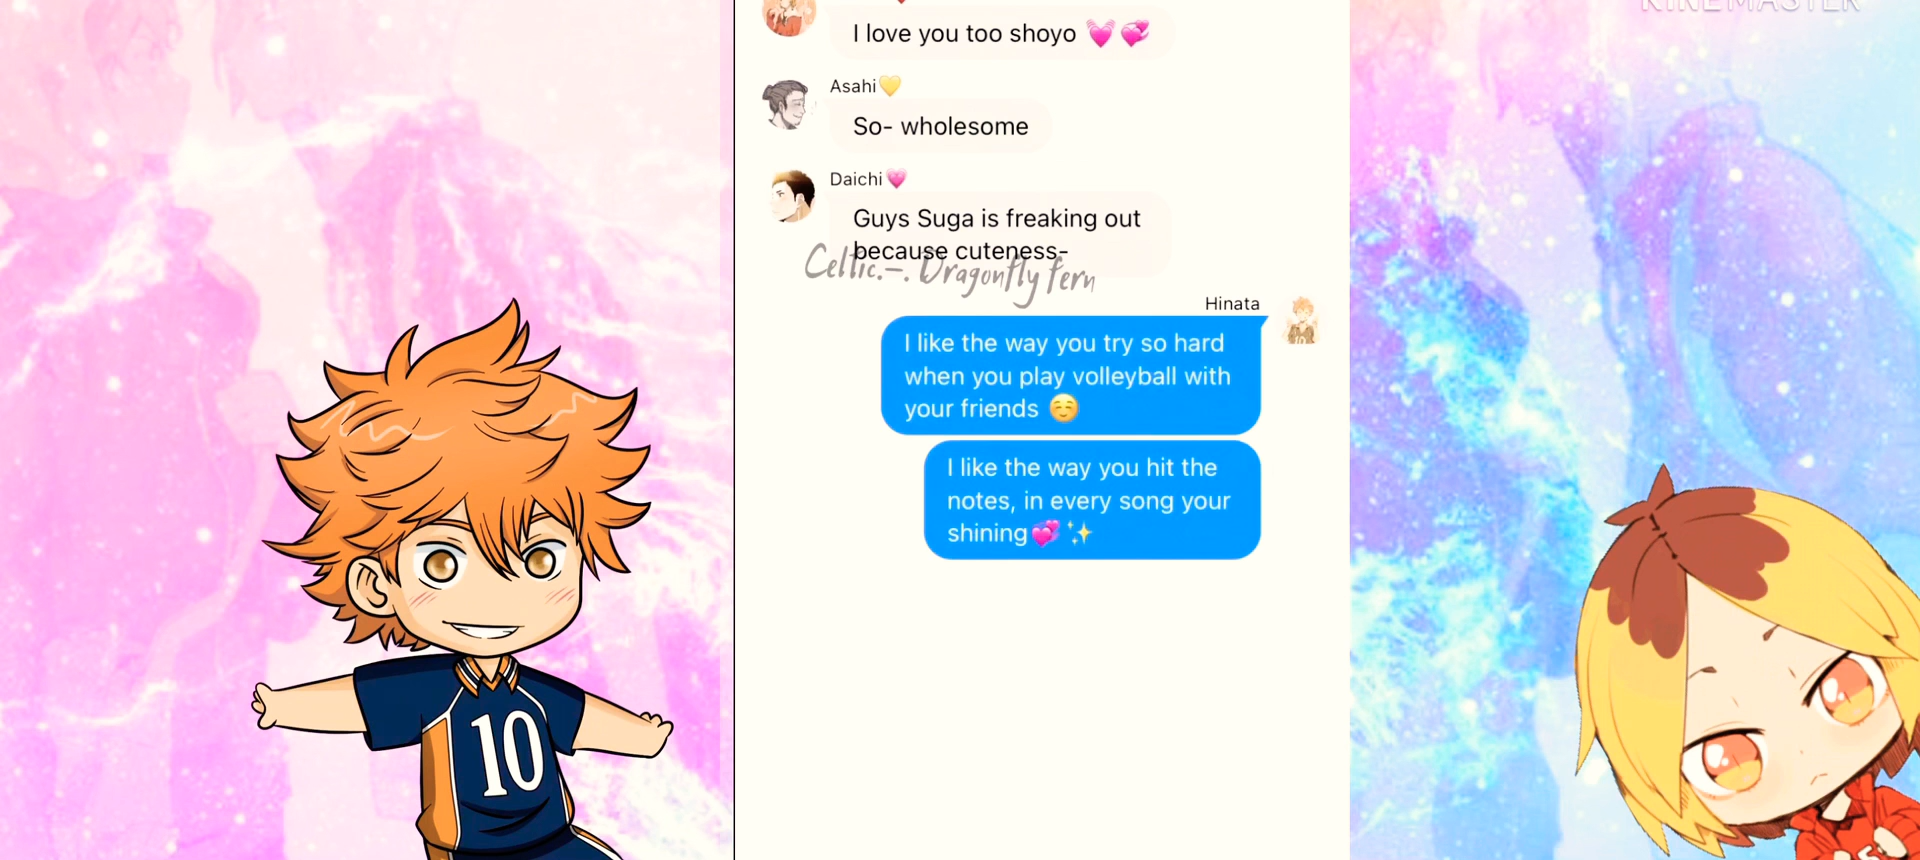 KINEMASTER
I love you too shoyo 💓 💞
Asahi💛
So- wholesome
Daichi💗
Guys Suga is freaking out
because cuteness-
Celtic.-. Dragonfly fern
Hinata
I like the way you try so hard
when you play volleyball with
your friends ☺️
I like the way you hit the
notes, in every song your
shining💞✨
10